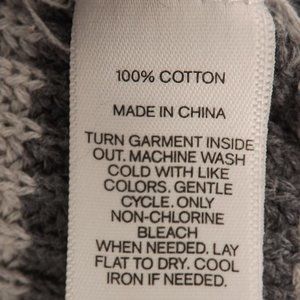 100% COTTON
MADE IN CHINA
TURN GARMENT INSIDE
OUT. MACHINE WASH
COLD WITH LIKE
COLORS. GENTLE
CYCLE. ONLY
NON-CHLORINE
BLEACH
WHEN NEEDED. LAY
FLAT TO DRY. COOL
IRON IF NEEDED.